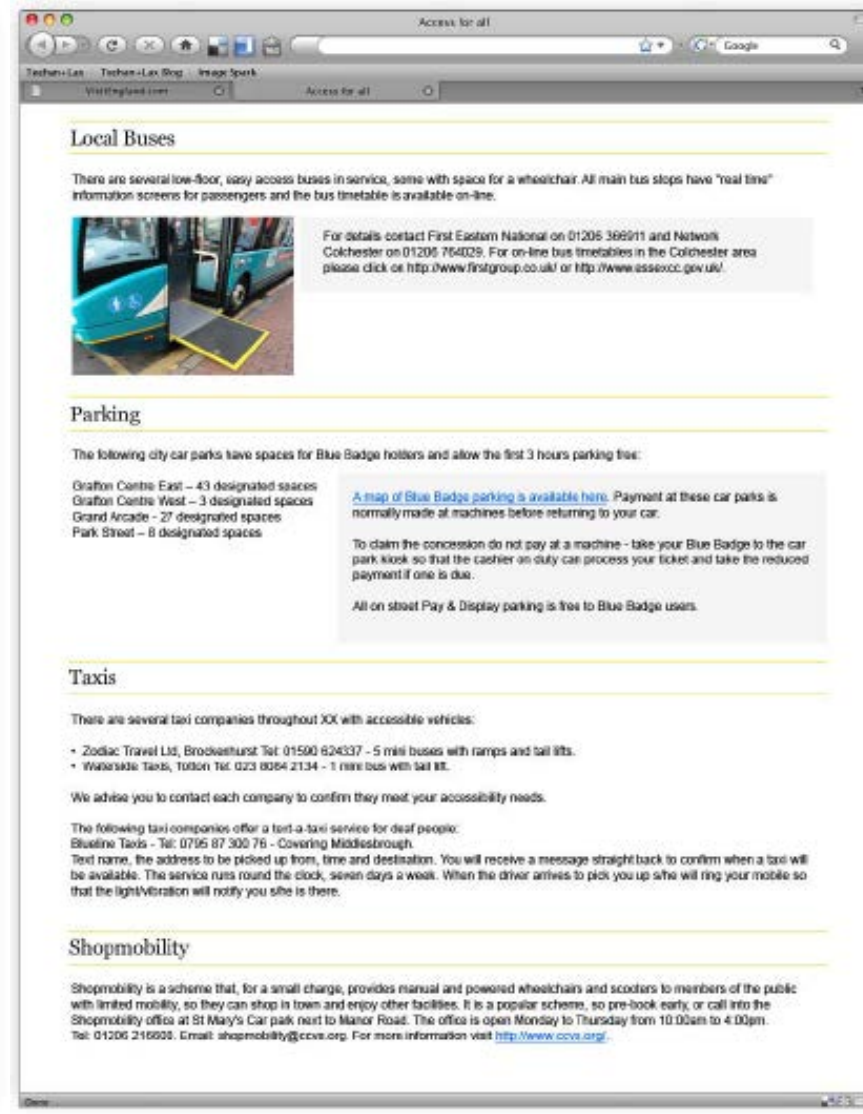 Access for all
Google
Techan+Lax Techan+Lax Blog Image Spark
VisitEngland.com Access for all
Local Buses
There are several low-floor, easy access buses in service, some with space for a wheelchair. All main bus stops have "real time"
information screens for passengers and the bus timetable is available on-line.
For details contact First Eastern National on 01206 366911 and Network
Colchester on 01206 764029. For on-line bus timetables in the Colchester area
please click on http://www.firstgroup.co.uk/ or http://www.essexcc.gov.uk/.
Parking
The following city car parks have spaces for Blue Badge holders and allow the first 3 hours parking free:
Grafton Centre East – 43 designated spaces
Grafton Centre West – 3 designated spaces
Grand Arcade - 27 designated spaces
Park Street – 8 designated spaces
A map of Blue Badge parking is available here. Payment at these car parks is
normally made at machines before returning to your car.
To claim the concession do not pay at a machine - take your Blue Badge to the car
park kiosk so that the cashier on duty can process your ticket and take the reduced
payment if one is due.
All on street Pay & Display parking is free to Blue Badge users.
Taxis
There are several taxi companies throughout XX with accessible vehicles:
• Zodiac Travel Ltd, Brockenhurst Tel: 01590 624337 - 5 mini buses with ramps and tail lifts.
• Waterside Taxis, Totton Tel: 023 8084 2134 - 1 mini bus with tail lift.
We advise you to contact each company to confirm they meet your accessibility needs.
The following taxi companies offer a text-a-taxi service for deaf people:
Blueline Taxis - Tel: 0795 87 300 76 - Covering Middlesbrough.
Text name, the address to be picked up from, time and destination. You will receive a message straight back to confirm when a taxi will
be available. The service runs round the clock, seven days a week. When the driver arrives to pick you up s/he will ring your mobile so
that the light/vibration will notify you s/he is there.
Shopmobility
Shopmobility is a scheme that, for a small charge, provides manual and powered wheelchairs and scooters to members of the public
with limited mobility, so they can shop in town and enjoy other facilities. It is a popular scheme, so pre-book early, or call into the
Shopmobility office at St Mary's Car park next to Manor Road. The office is open Monday to Thursday from 10:00am to 4:00pm.
Tel: 01206 216600. Email: shopmobility@ccvs.org. For more information visit http://www.ccvs.org/.
Done